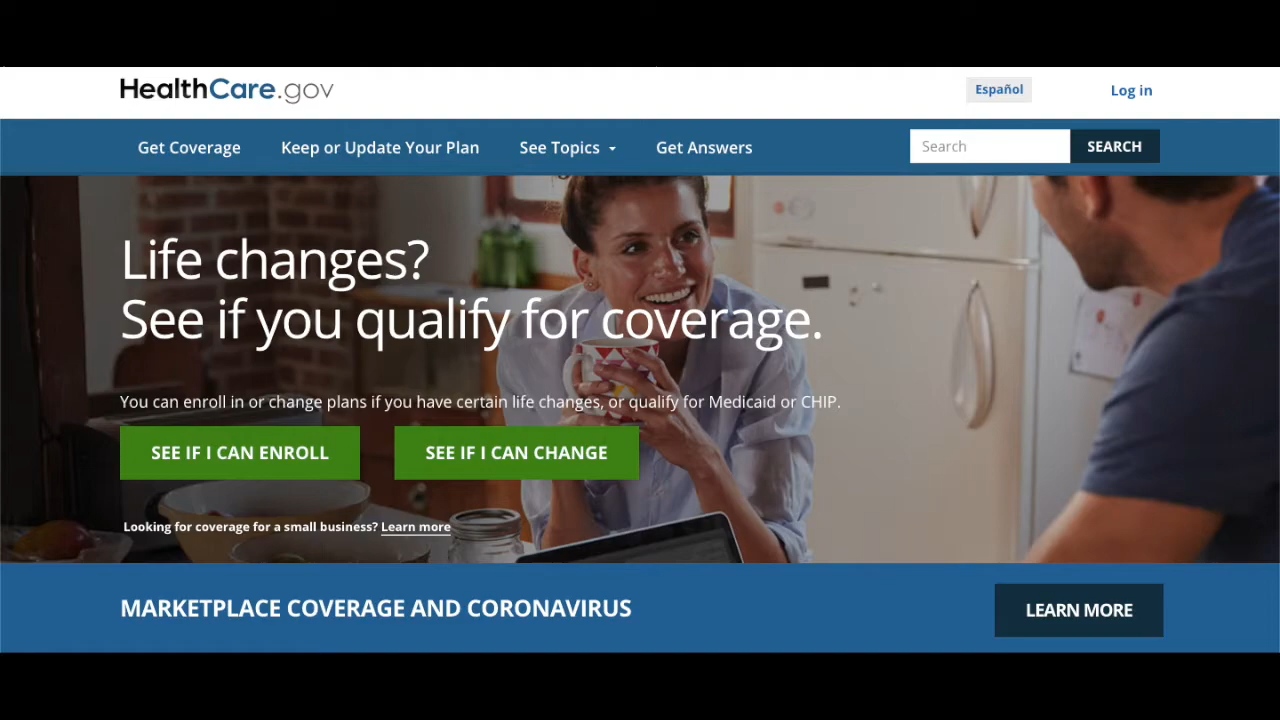 HealthCare.gov
Español
Log in
Get Coverage
Keep or Update Your Plan
See Topics
Get Answers
Search
SEARCH
Life changes?
See if you qualify for coverage.
You can enroll in or change plans if you have certain life changes, or qualify for Medicaid or CHIP.
SEE IF I CAN ENROLL
SEE IF I CAN CHANGE
Looking for coverage for a small business? Learn more
MARKETPLACE COVERAGE AND CORONAVIRUS
LEARN MORE